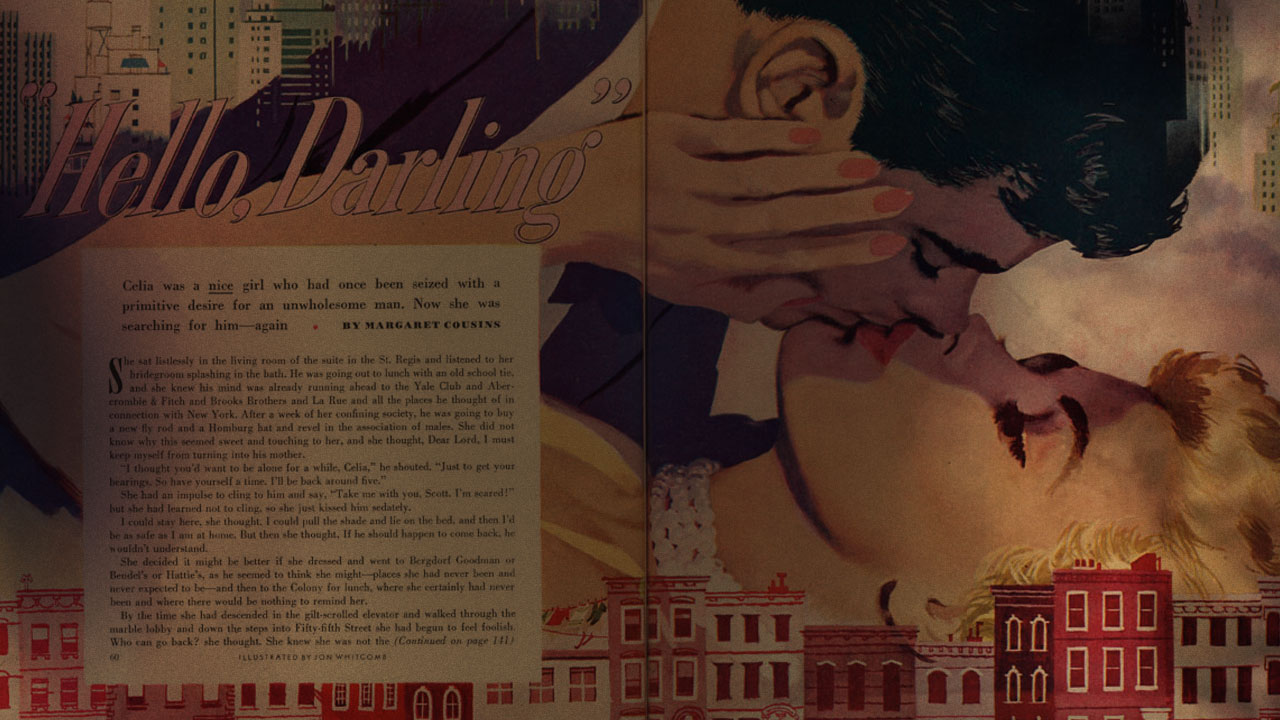 "Hello, Darling"
Celia was a nice girl who had once been seized with a
primitive desire for an unwholesome man. Now she was
searching for him—again • BY MARGARET COUSINS
She sat listlessly in the living room of the suite in the St. Regis and listened to her
bridegroom splashing in the bath. He was going out to lunch with an old school tie,
and she knew his mind was already running ahead to the Yale Club and Aber-
crombie & Fitch and Brooks Brothers and La Rue and all the places he thought of in
connection with New York. After a week of her confining society, he was going to buy
a new fly rod and a Homburg hat and revel in the association of males. She did not
know why this seemed sweet and touching to her, and she thought, Dear Lord, I must
keep myself from turning into his mother.
"I thought you'd want to be alone for a while, Celia," he shouted. "Just to get your
bearings. So have yourself a time. I'll be back around five."
She had an impulse to cling to him and say, "Take me with you, Scott. I'm scared!"
but she had learned not to cling, so she just kissed him sedately.
I could stay here, she thought. I could pull the shade and lie on the bed, and then I'd
be as safe as I am at home. But then she thought, If he should happen to come back, he
wouldn't understand.
She decided it might be better if she dressed and went to Bergdorf Goodman or
Bendel's or Hattie's, as he seemed to think she might—places she had never been and
never expected to be—and then to the Colony for lunch, where she certainly had never
been and where there would be nothing to remind her.
By the time she had descended in the gilt-scrolled elevator and walked through the
marble lobby and down the steps into Fifty-fifth Street she had begun to feel foolish.
Who can go back? she thought. She knew she was not the (Continued on page 141)
60 ILLUSTRATED BY JON WHITCOMB